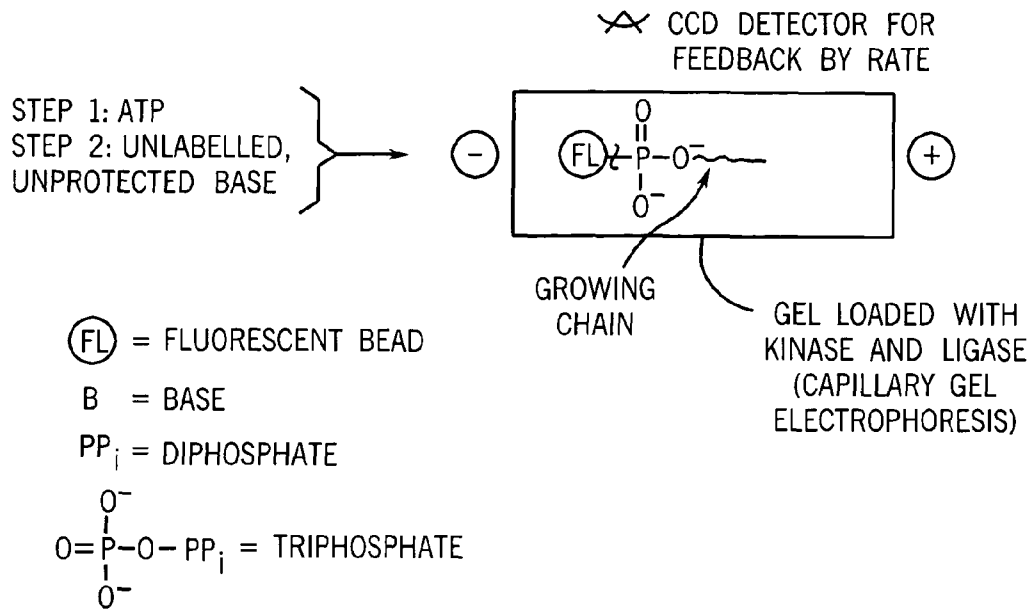 CCD DETECTOR FOR
FEEDBACK BY RATE
STEP 1: ATP
STEP 2: UNLABELLED,
UNPROTECTED BASE
−
FL
O
P
O⁻
O⁻
+
GROWING
CHAIN
GEL LOADED WITH
KINASE AND LIGASE
(CAPILLARY GEL
ELECTROPHORESIS)
FL = FLUORESCENT BEAD
B = BASE
PPi = DIPHOSPHATE
O⁻
O=P–O–PPi = TRIPHOSPHATE
O⁻